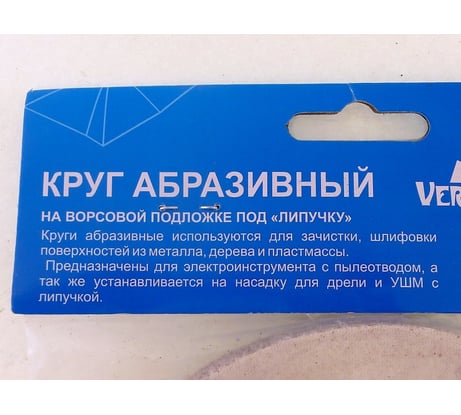 КРУГ АБРАЗИВНЫЙ
НА ВОРСОВОЙ ПОДЛОЖКЕ ПОД «ЛИПУЧКУ»
Круги абразивные используются для зачистки, шлифовки
поверхностей из металла, дерева и пластмассы.
Предназначены для электроинструмента с пылеотводом, а
так же устанавливается на насадку для дрели и УШМ с
липучкой.